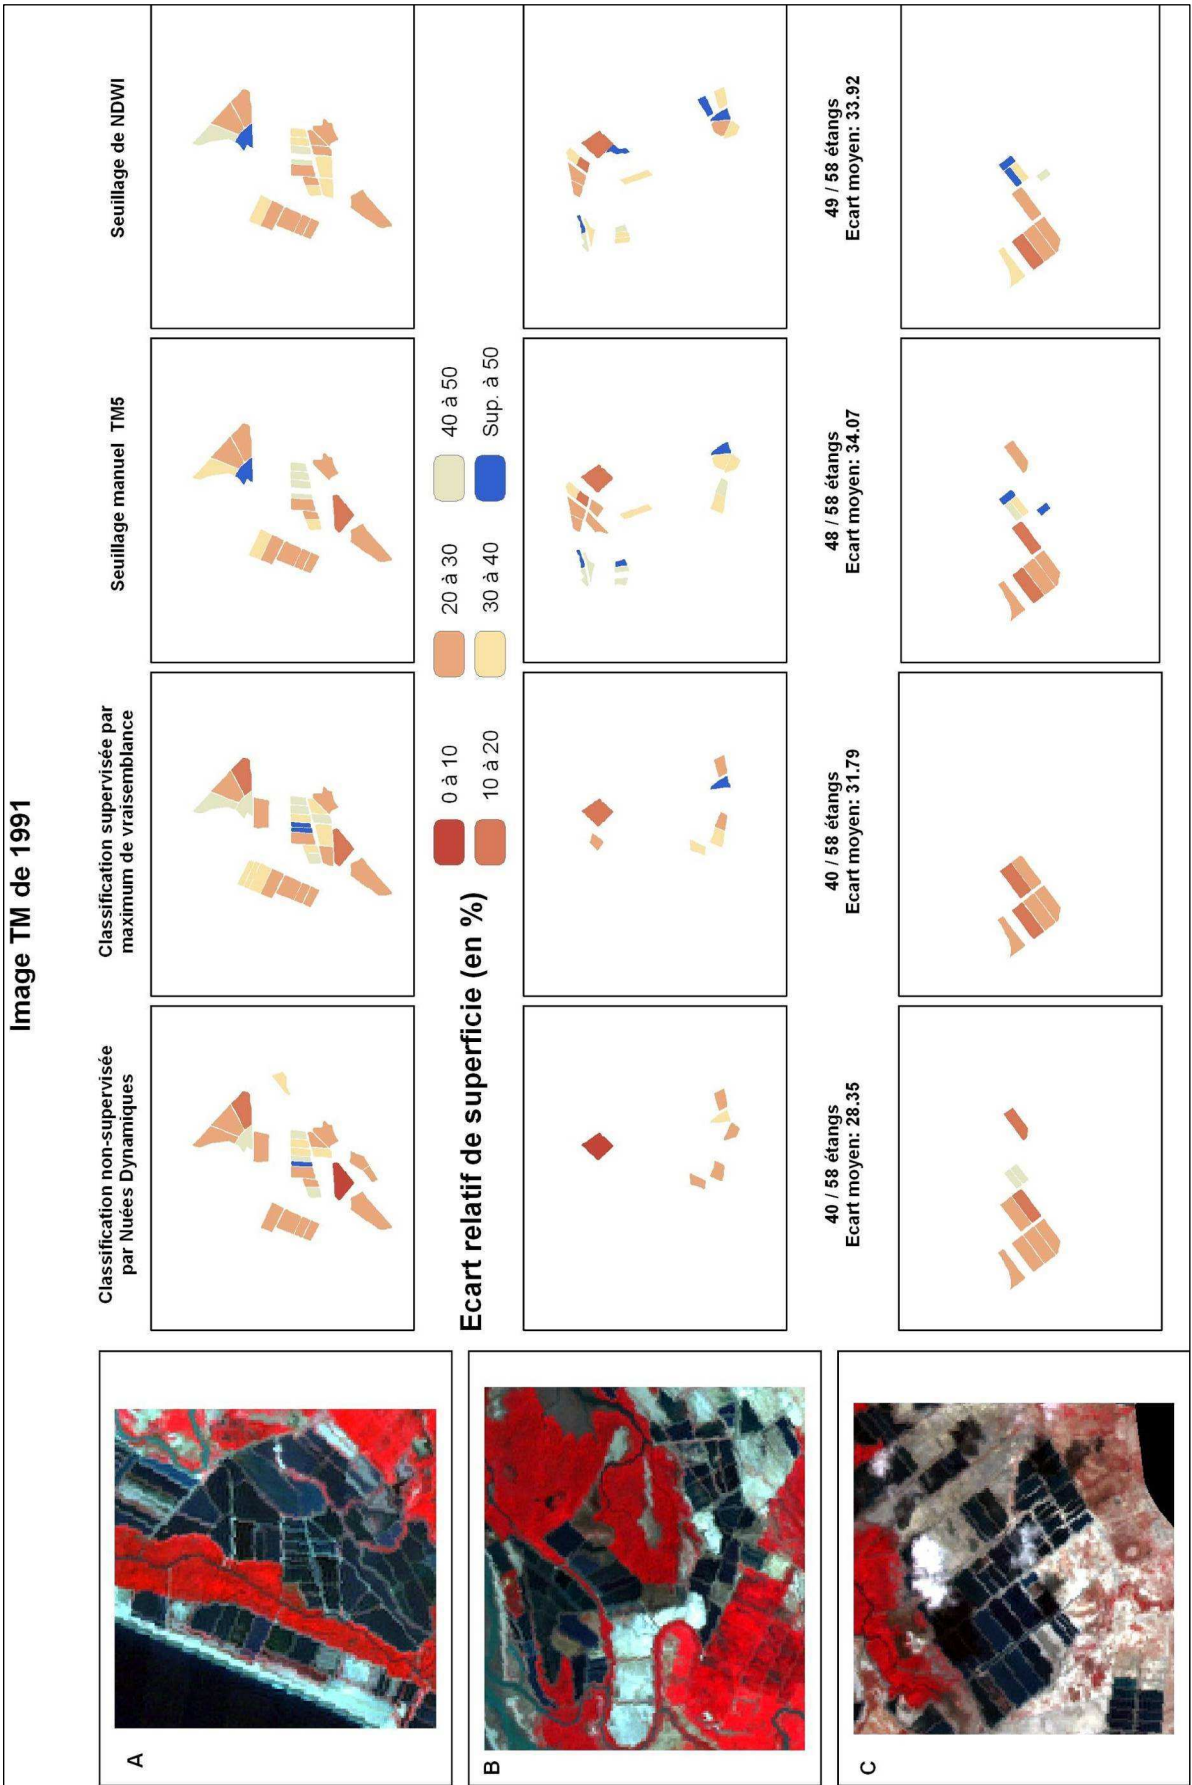 Image TM de 1991
Classification non-supervisée
par Nuées Dynamiques
Classification supervisée par
maximum de vraisemblance
Seuillage manuel TM5
Seuillage de NDWI
A
Ecart relatif de superficie (en %)
0 à 10
20 à 30
40 à 50
10 à 20
30 à 40
Sup. à 50
B
40 / 58 étangs
Ecart moyen: 28.35
40 / 58 étangs
Ecart moyen: 31.79
48 / 58 étangs
Ecart moyen: 34.07
49 / 58 étangs
Ecart moyen: 33.92
C